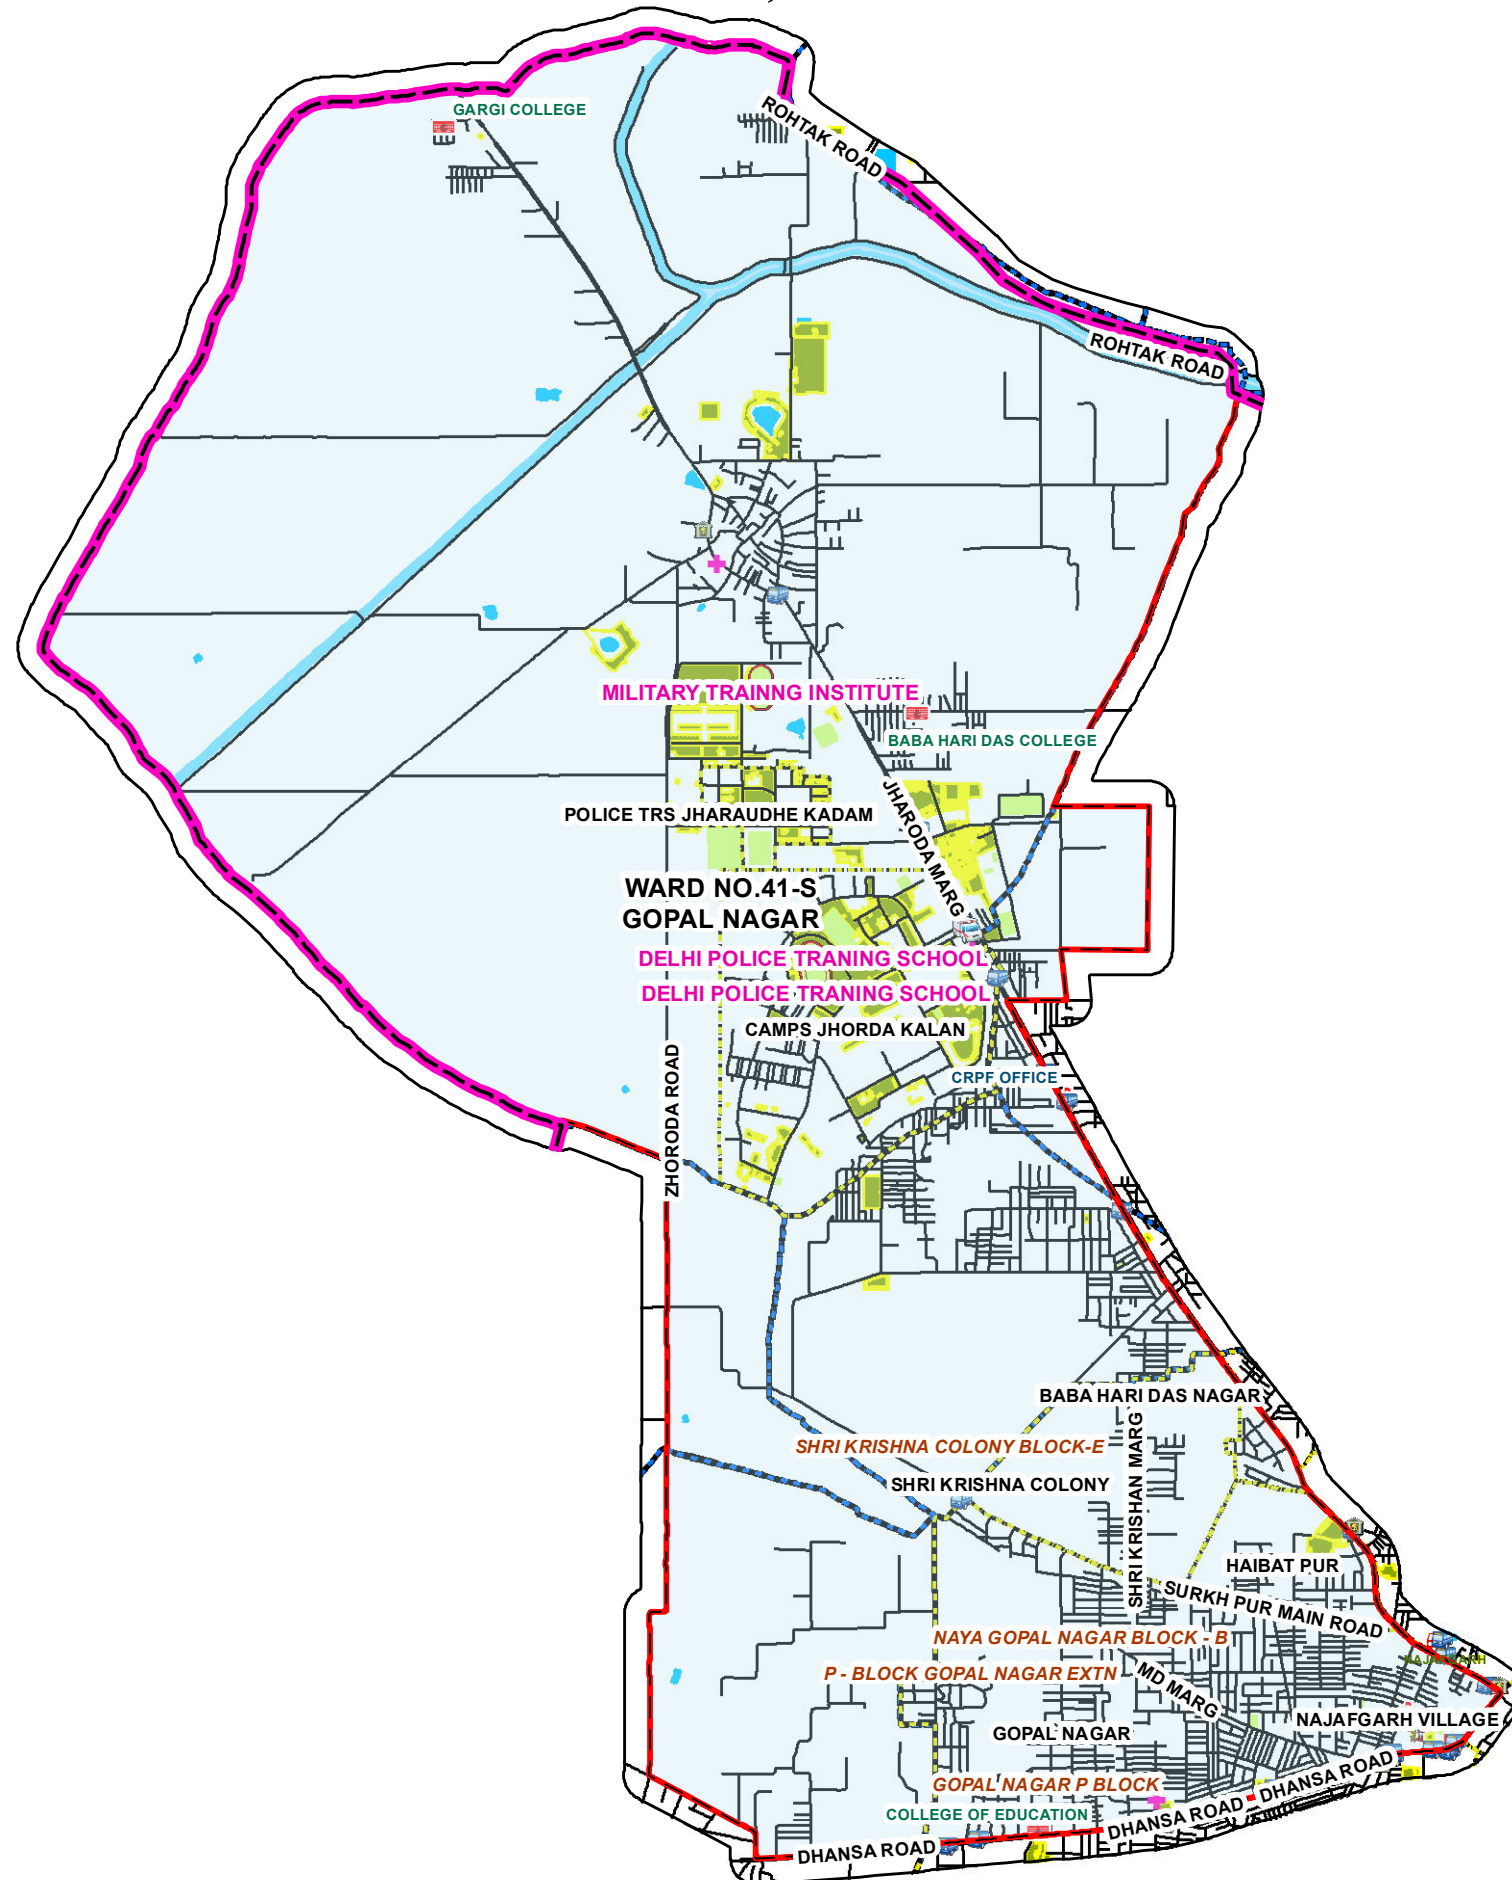 GARGI COLLEGE
ROHTAK ROAD
ROHTAK ROAD
MILITARY TRAINNG INSTITUTE
BABA HARI DAS COLLEGE
JHARODA MARG
POLICE TRS JHARAUDHE KADAM
WARD NO.41-S
GOPAL NAGAR
DELHI POLICE TRANING SCHOOL
DELHI POLICE TRANING SCHOOL
CAMPS JHORDA KALAN
CRPF OFFICE
ZHORODA ROAD
BABA HARI DAS NAGAR
SHRI KRISHNA COLONY BLOCK-E
SHRI KRISHNA COLONY
SHRI KRISHAN MARG
HAIBAT PUR
SURKH PUR MAIN ROAD
NAYA GOPAL NAGAR BLOCK - B
NAJAFGARH
P - BLOCK GOPAL NAGAR EXTN
MD MARG
NAJAFGARH VILLAGE
GOPAL NAGAR
GOPAL NAGAR P BLOCK
COLLEGE OF EDUCATION
DHANSA ROAD
DHANSA ROAD
DHANSA ROAD